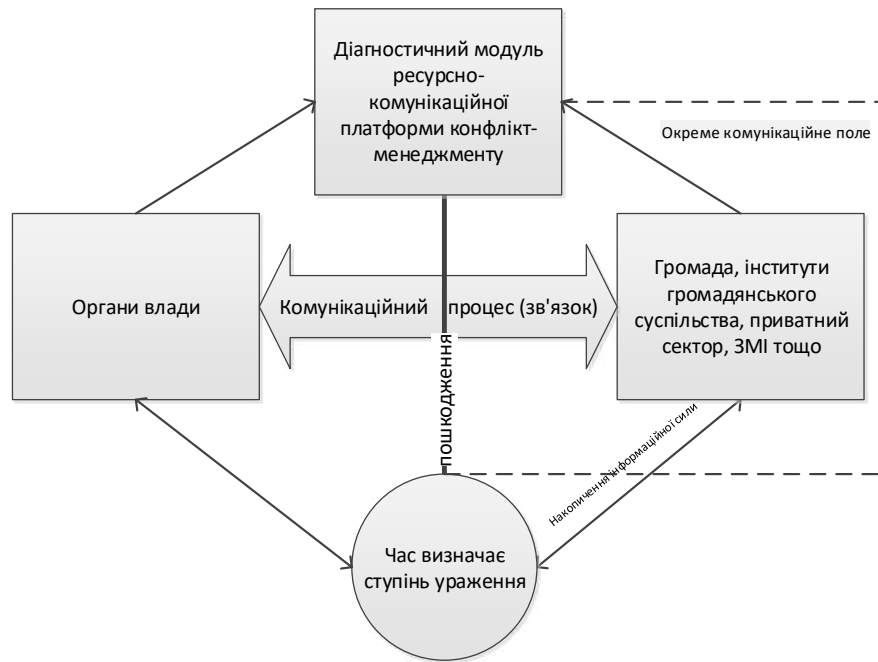 Діагностичний модуль
ресурсно-
комунікаційної
платформи конфлікт-
менеджменту
Окреме комунікаційне поле
Органи влади
Комунікаційний процес (зв'язок)
Громада, інститути
громадянського
суспільства, приватний
сектор, ЗМІ тощо
пошкодження
Накопичення інформаційної сили
Час визначає
ступінь ураження